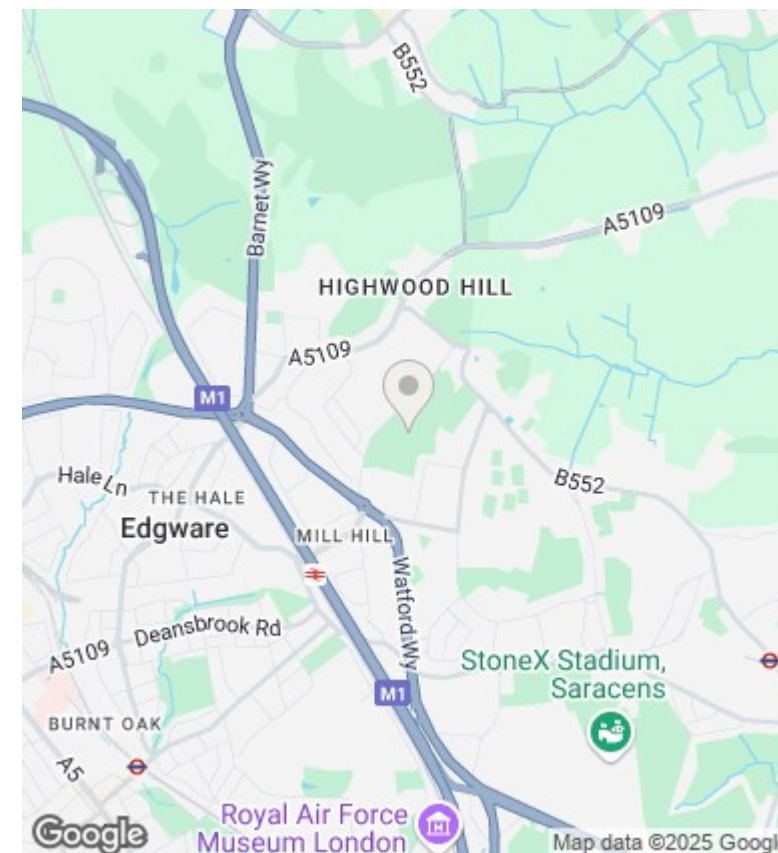 B552
Barnet Wy
A5109
HIGHWOOD HILL
A5109
M1
Hale Ln
THE HALE
Edgware
B552
MILL HILL
Watford Wy
Deansbrook Rd
A5109
StoneX Stadium,
Saracens
M1
BURNT OAK
A5
Royal Air Force
Museum London
Google
Map data ©2025 Googl